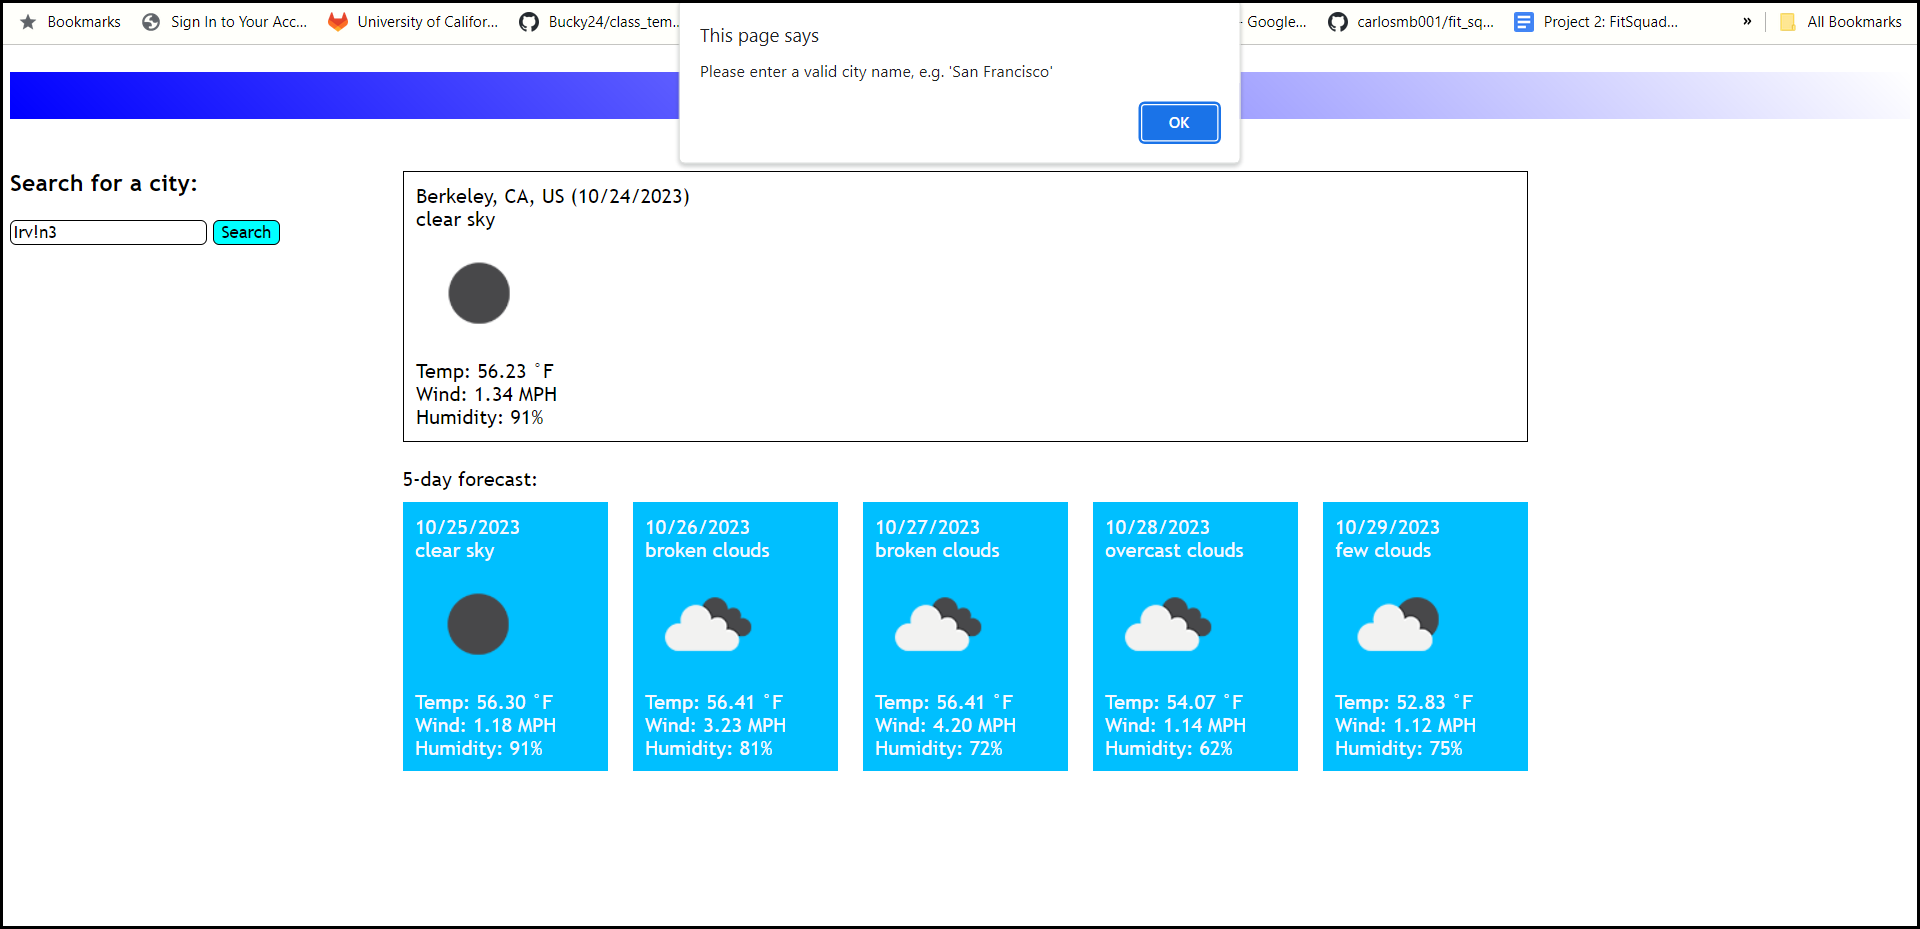 Bookmarks
Sign In to Your Acc...
University of Califor...
Bucky24/class_tem...
- Google...
carlosmb001/fit_sq...
Project 2: FitSquad...
»
All Bookmarks
This page says
Please enter a valid city name, e.g. 'San Francisco'
OK
Search for a city:
Irv!n3
Search
Berkeley, CA, US (10/24/2023)
clear sky
Temp: 56.23 °F
Wind: 1.34 MPH
Humidity: 91%
5-day forecast:
10/25/2023
clear sky
Temp: 56.30 °F
Wind: 1.18 MPH
Humidity: 91%
10/26/2023
broken clouds
Temp: 56.41 °F
Wind: 3.23 MPH
Humidity: 81%
10/27/2023
broken clouds
Temp: 56.41 °F
Wind: 4.20 MPH
Humidity: 72%
10/28/2023
overcast clouds
Temp: 54.07 °F
Wind: 1.14 MPH
Humidity: 62%
10/29/2023
few clouds
Temp: 52.83 °F
Wind: 1.12 MPH
Humidity: 75%